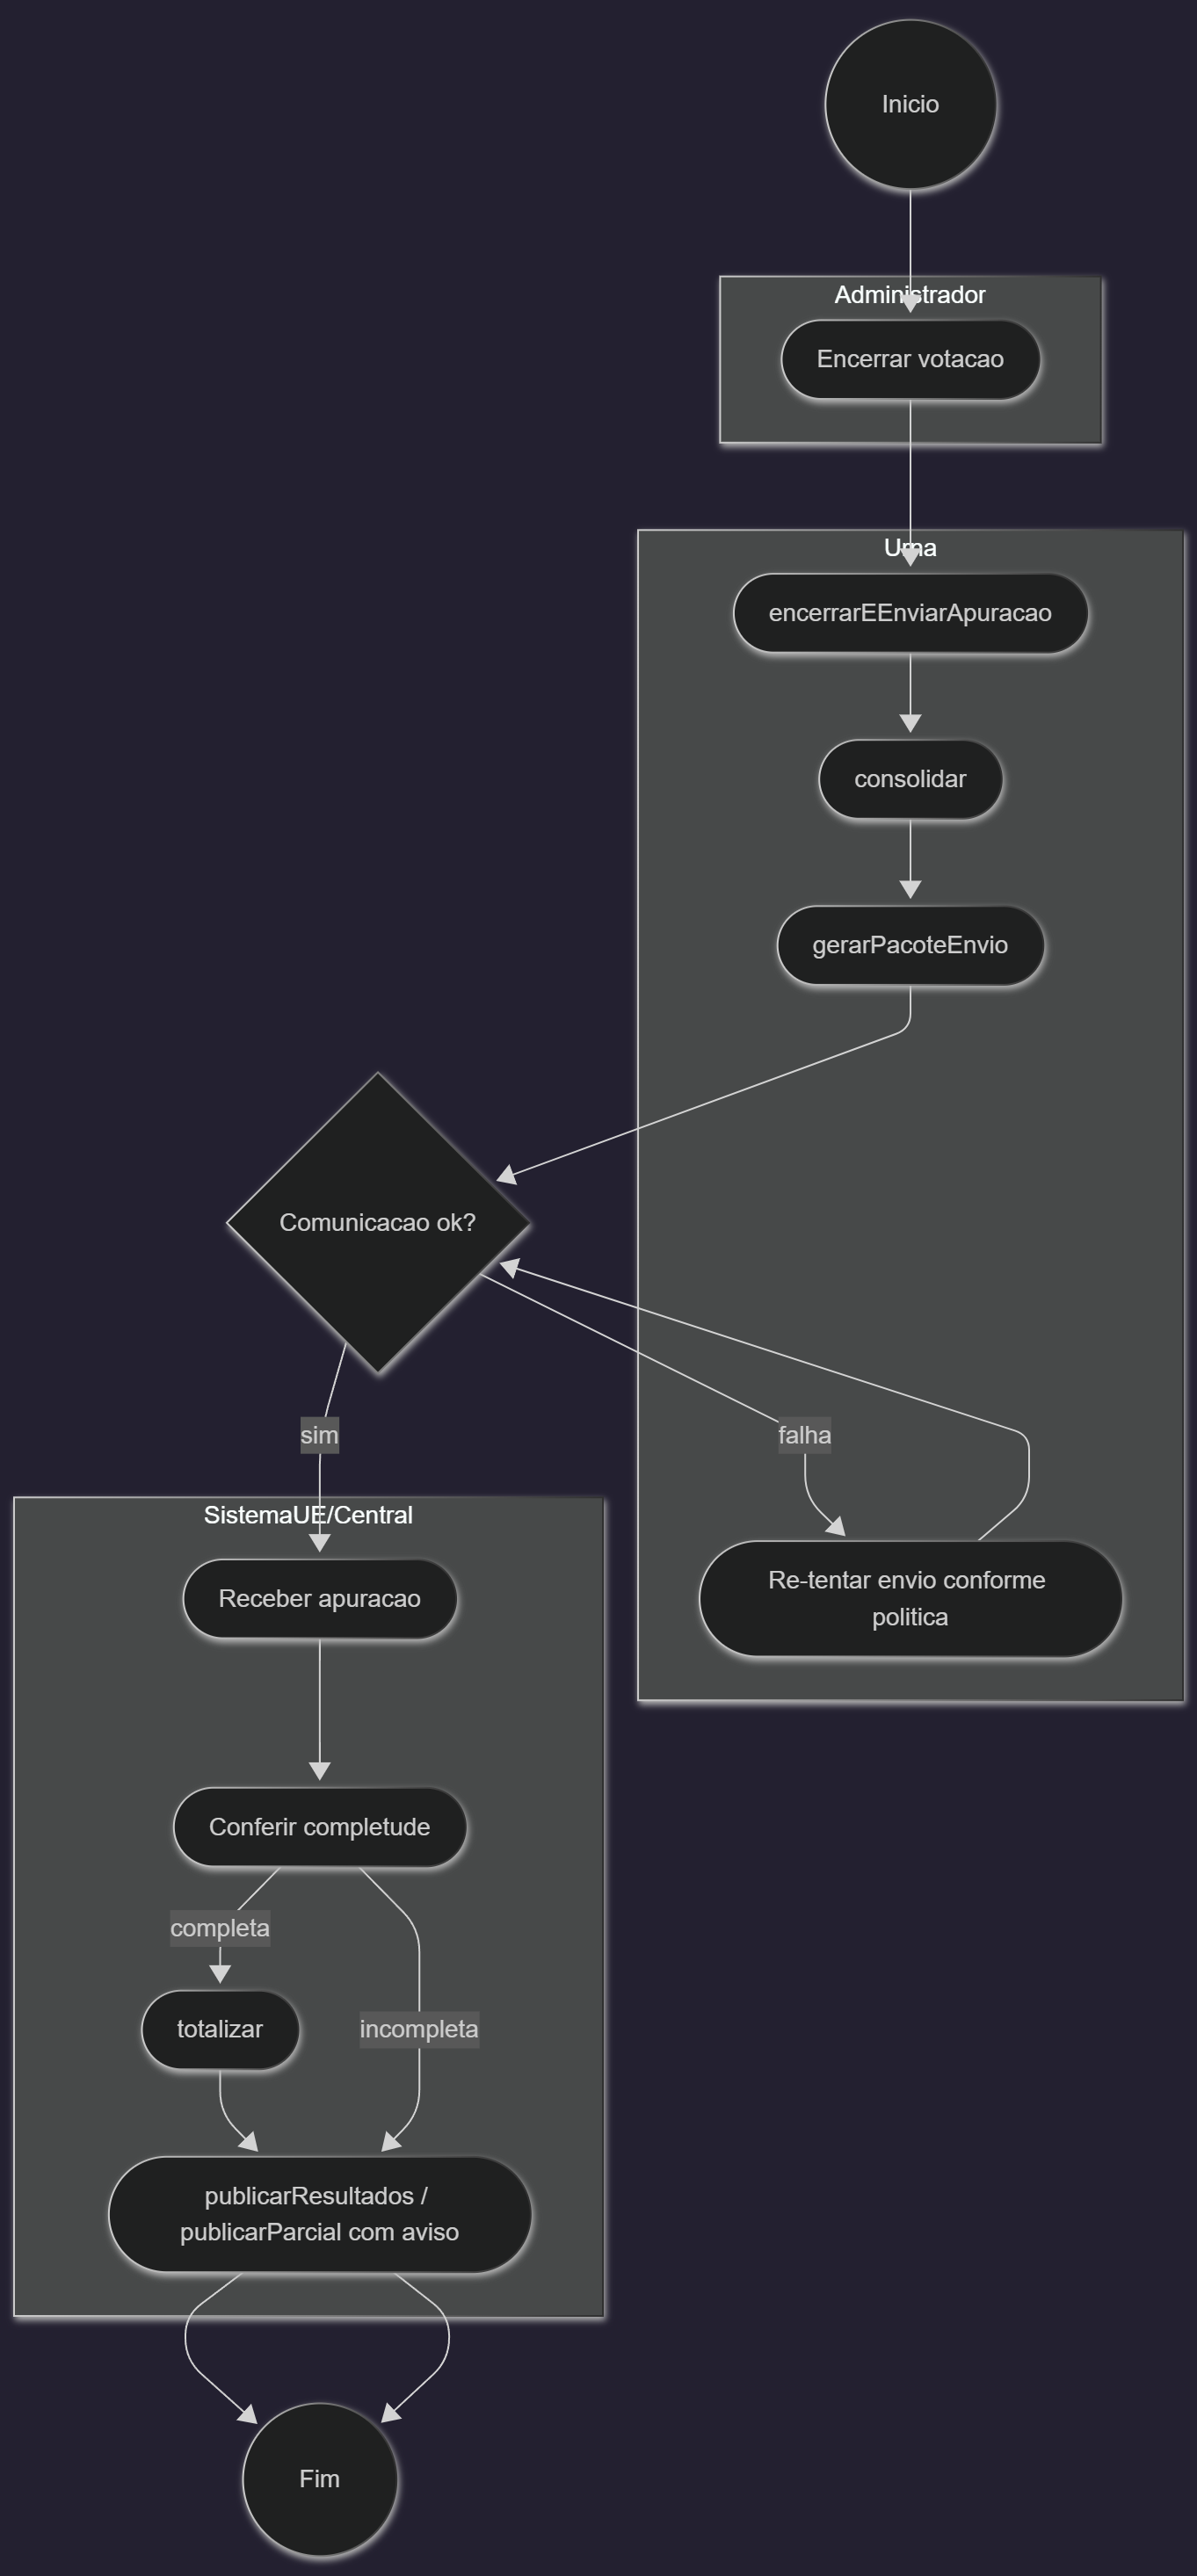 Inicio
Administrador
Encerrar votacao
Urna
encerrarEEnviarApuracao
consolidar
gerarPacoteEnvio
Comunicacao ok?
sim
falha
SistemaUE/Central
Re-tentar envio conforme
politica
Receber apuracao
Conferir completude
completa
totalizar
incompleta
publicarResultados /
publicarParcial com aviso
Fim